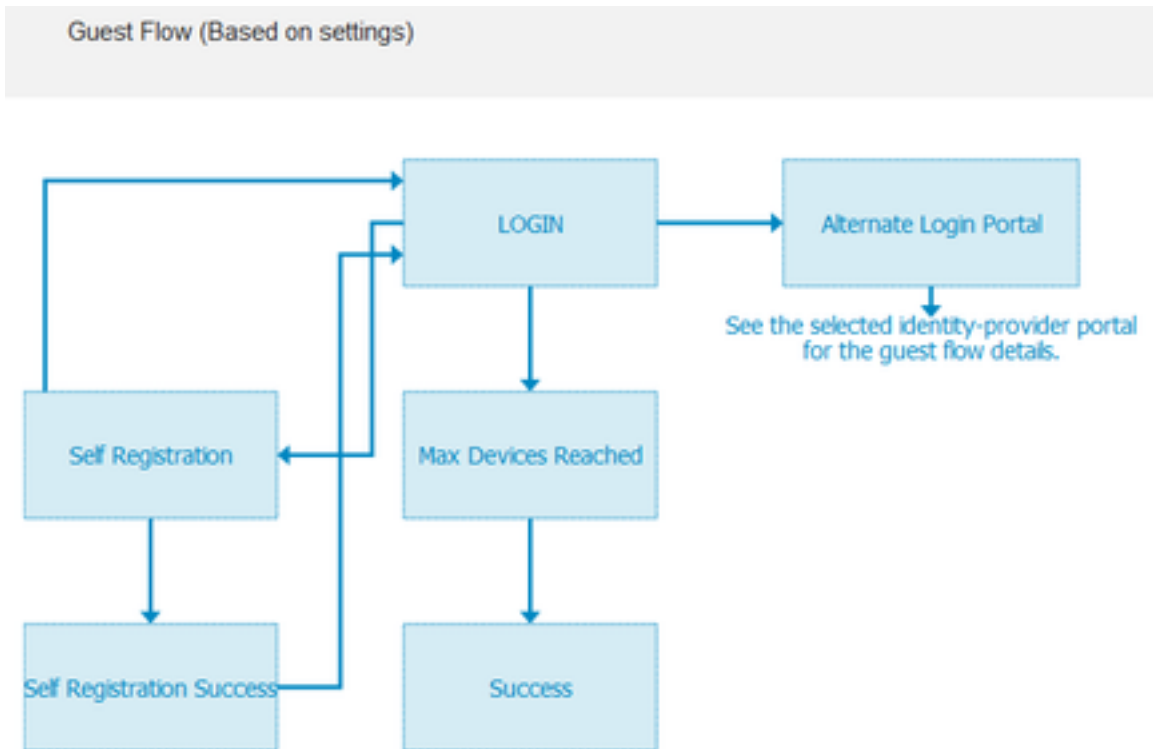 Guest Flow (Based on settings)
LOGIN
Alternate Login Portal
See the selected identity-provider portal
for the guest flow details.
Self Registration
Max Devices Reached
Self Registration Success
Success